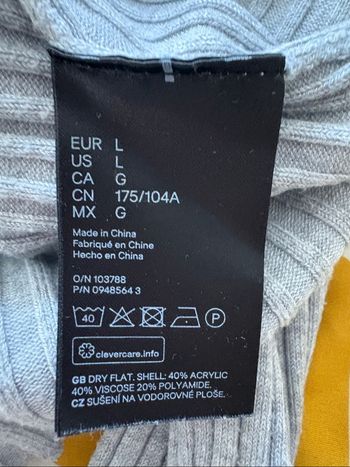 EUR L
US L
CA G
CN 175/104A
MX G
Made in China
Fabriqué en Chine
Hecho en China
O/N 103788
P/N 0948564 3
40
P
clevercare.info
GB DRY FLAT. SHELL: 40% ACRYLIC
40% VISCOSE 20% POLYAMIDE.
CZ SUŠENÍ NA VODOROVNÉ PLOŠE.